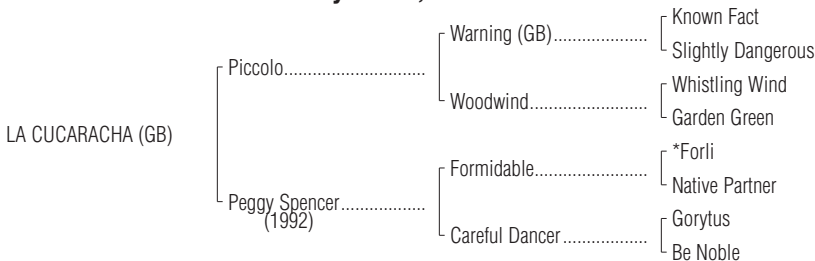 Known Fact
Warning (GB)....................
Slightly Dangerous
Piccolo.............................
Whistling Wind
Woodwind.........................
Garden Green
LA CUCARACHA (GB)
*Forli
Formidable.......................
Native Partner
Peggy Spencer..................
(1992)
Gorytus
Careful Dancer..................
Be Noble